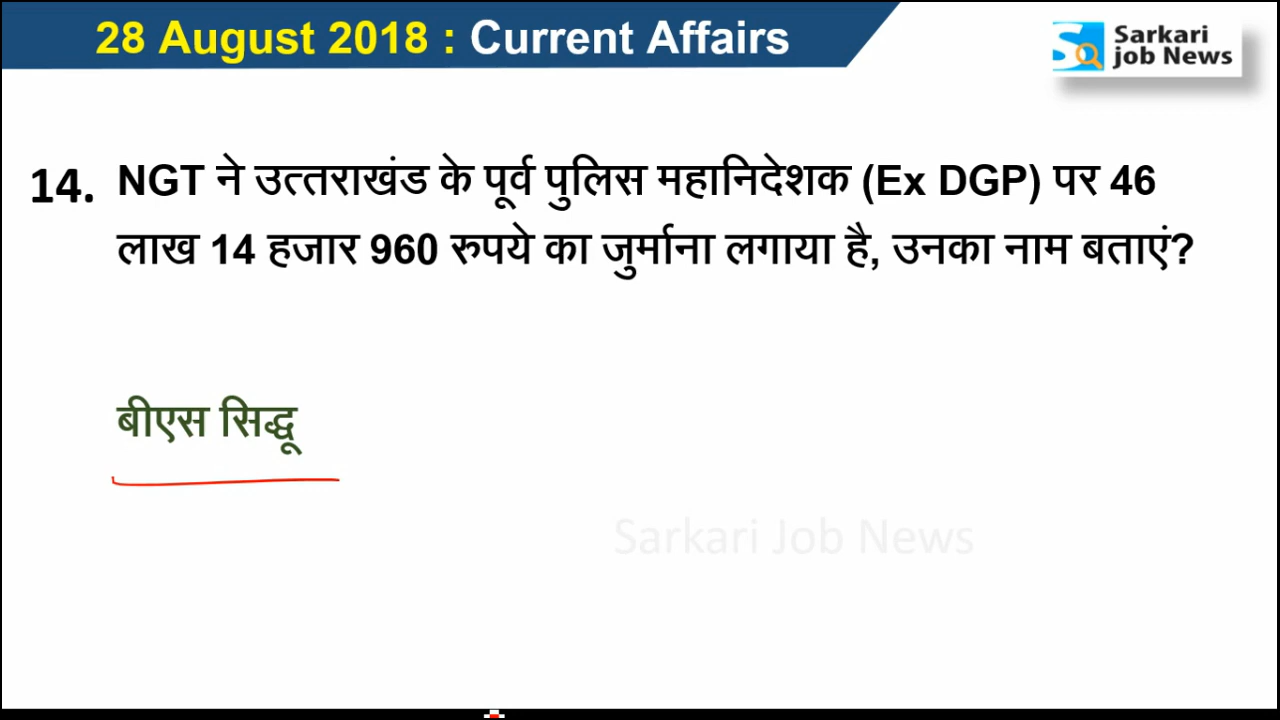 28 August 2018 : Current Affairs
Sarkari
Job News
14. NGT ने उत्तराखंड के पूर्व पुलिस महानिदेशक (Ex DGP) पर 46
लाख 14 हजार 960 रुपये का जुर्माना लगाया है, उनका नाम बताएं?
बीएस सिद्धू
Sarkari Job News